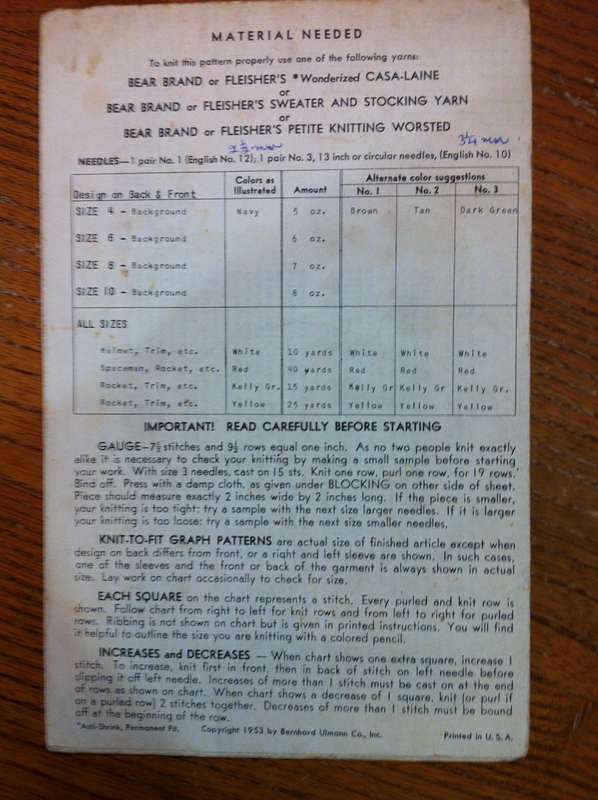 MATERIAL NEEDED
To knit this pattern properly use one of the following yarns:
BEAR BRAND or FLEISHER'S *Wonderized CASA-LAINE
or
BEAR BRAND or FLEISHER'S SWEATER AND STOCKING YARN
or
BEAR BRAND or FLEISHER'S PETITE KNITTING WORSTED
2½ mm 3¼ mm
NEEDLES—1 pair No. 1 (English No. 12); 1 pair No. 3, 13 inch or circular needles, (English No. 10)
Design on Back & Front Colors as Illustrated Amount Alternate color suggestions
No. 1 No. 2 No. 3
SIZE 4 - Background Navy 5 oz. Brown Tan Dark Green
SIZE 6 - Background 6 oz.
SIZE 8 - Background 7 oz.
SIZE 10 - Background 8 oz.
ALL SIZES
Helmet, Trim, etc. White 10 yards White White White
Spaceman, Rocket, etc. Red 40 yards Red Red Red
Rocket, Trim, etc. Kelly Gr. 15 yards Kelly Gr Kelly Gr Kelly Gr.
Rocket, Trim, etc. Yellow 25 yards Yellow Yellow Yellow
IMPORTANT! READ CAREFULLY BEFORE STARTING
GAUGE—7½ stitches and 9½ rows equal one inch. As no two people knit exactly
alike it is necessary to check your knitting by making a small sample before starting
your work. With size 3 needles, cast on 15 sts. Knit one row, purl one row, for 19 rows.
Bind off. Press with a damp cloth, as given under BLOCKING on other side of sheet.
Piece should measure exactly 2 inches wide by 2 inches long. If the piece is smaller,
your knitting is too tight; try a sample with the next size larger needles. If it is larger
your knitting is too loose; try a sample with the next size smaller needles.
KNIT-TO-FIT GRAPH PATTERNS are actual size of finished article except when
design on back differs from front, or a right and left sleeve are shown. In such cases,
one of the sleeves and the front or back of the garment is always shown in actual
size. Lay work on chart occasionally to check for size.
EACH SQUARE on the chart represents a stitch. Every purled and knit row is
shown. Follow chart from right to left for knit rows and from left to right for purled
rows. Ribbing is not shown on chart but is given in printed instructions. You will find
it helpful to outline the size you are knitting with a colored pencil.
INCREASES and DECREASES — When chart shows one extra square, increase 1
stitch. To increase, knit first in front, then in back of stitch on left needle before
slipping it off left needle. Increases of more than 1 stitch must be cast on at the end
of rows as shown on chart. When chart shows a decrease of 1 square, knit (or purl if
on a purled row) 2 stitches together. Decreases of more than 1 stitch must be bound
off at the beginning of the row.
*Anti-Shrink, Permanent Fit. Copyright 1953 by Bernhard Ulmann Co., Inc. Printed in U. S. A.